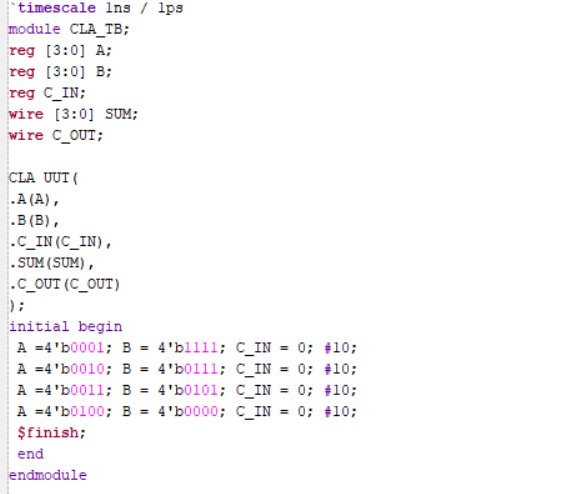 `timescale 1ns / 1ps
module CLA_TB;
reg [3:0] A;
reg [3:0] B;
reg C_IN;
wire [3:0] SUM;
wire C_OUT;
CLA UUT(
.A(A),
.B(B),
.C_IN(C_IN),
.SUM(SUM),
.C_OUT(C_OUT)
);
initial begin
A =4'b0001; B = 4'b1111; C_IN = 0; #10;
A =4'b0010; B = 4'b0111; C_IN = 0; #10;
A =4'b0011; B = 4'b0101; C_IN = 0; #10;
A =4'b0100; B = 4'b0000; C_IN = 0; #10;
$finish;
end
endmodule